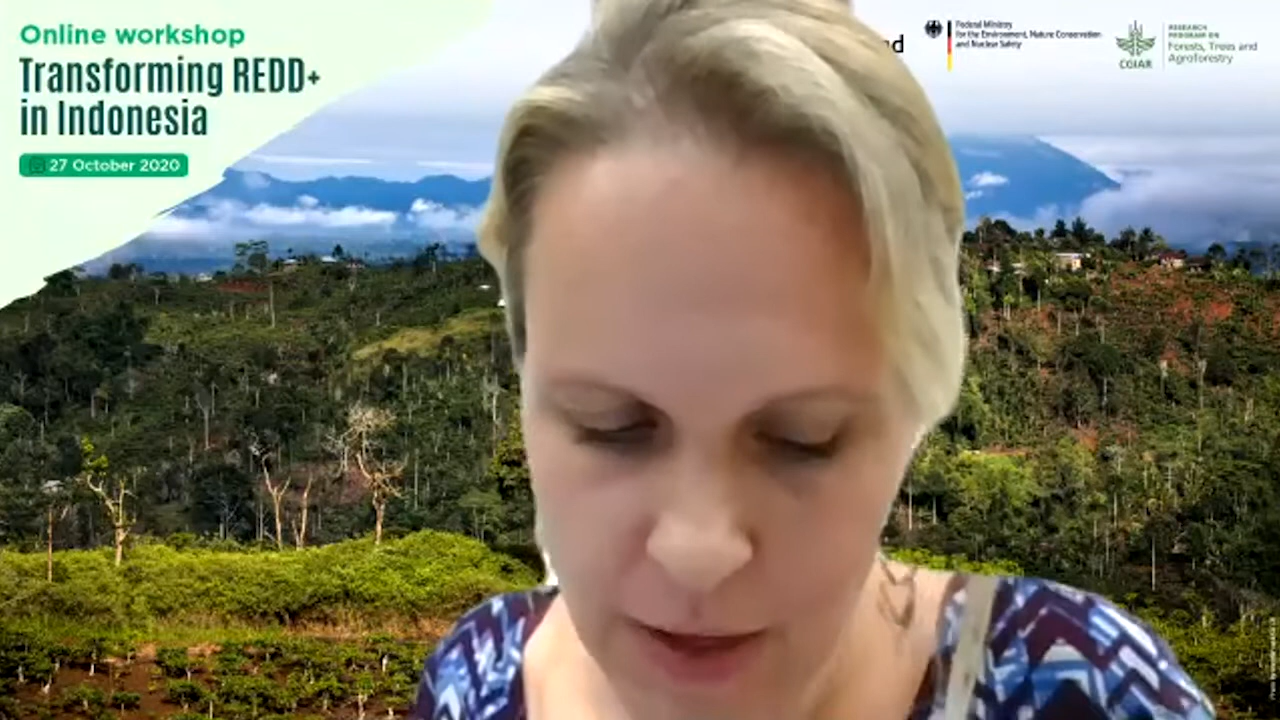 Online workshop
Transforming REDD+
in Indonesia
27 October 2020
Federal Ministry
for the Environment, Nature Conservation
and Nuclear Safety
CGIAR
RESEARCH
PROGRAM ON
Forests, Trees and
Agroforestry